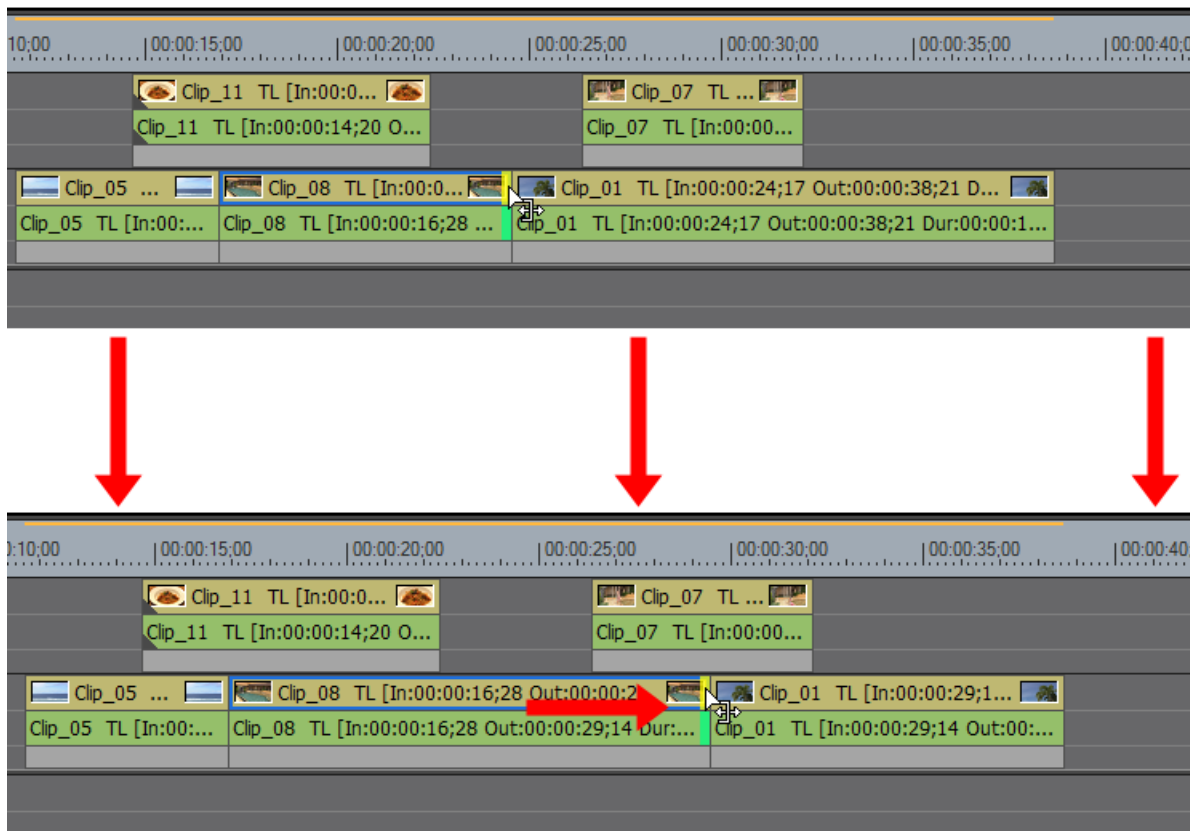 10;00 00:00:15;00 00:00:20;00 00:00:25;00 00:00:30;00 00:00:35;00 00:00:40;0
Clip_11 TL [In:00:0... Clip_07 TL ...
Clip_11 TL [In:00:00:14;20 O... Clip_07 TL [In:00:00...
Clip_05 ... Clip_08 TL [In:00:0... Clip_01 TL [In:00:00:24;17 Out:00:00:38;21 D...
Clip_05 TL [In:00:... Clip_08 TL [In:00:00:16;28 ... Clip_01 TL [In:00:00:24;17 Out:00:00:38;21 Dur:00:00:1...
):10;00 00:00:15;00 00:00:20;00 00:00:25;00 00:00:30;00 00:00:35;00 00:00:40
Clip_11 TL [In:00:0... Clip_07 TL ...
Clip_11 TL [In:00:00:14;20 O... Clip_07 TL [In:00:00...
Clip_05 ... Clip_08 TL [In:00:00:16;28 Out:00:00:2 Clip_01 TL [In:00:00:29;1...
Clip_05 TL [In:00:... Clip_08 TL [In:00:00:16;28 Out:00:00:29;14 Dur:... Clip_01 TL [In:00:00:29;14 Out:00:...